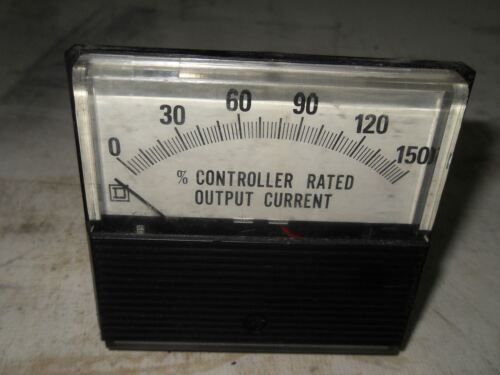 0 30 60 90 120 150
% CONTROLLER RATED
OUTPUT CURRENT
D